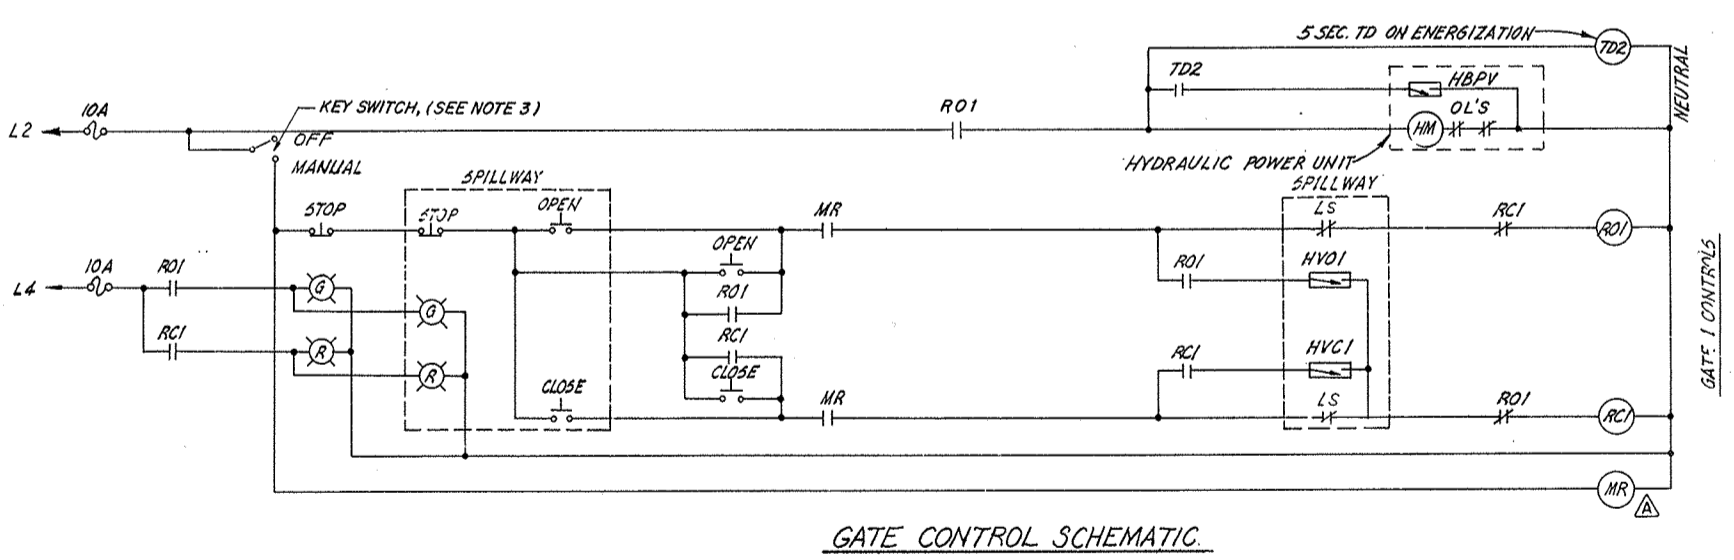 5 SEC. TD ON ENERGIZATION
TD2
TD2
HBPV
NEUTRAL
10A
KEY SWITCH, (SEE NOTE 3)
RO1
OL'S
L2
OFF
HM
MANUAL
HYDRAULIC POWER UNIT
SPILLWAY
SPILLWAY
STOP
STOP
OPEN
MR
LS
RC1
RO1
OPEN
10A
RO1
RO1
HVO1
L4
G
G
RO1
RC1
R
R
RC1
RC1
HVC1
CLOSE
CLOSE
MR
LS
RO1
RC1
GATE 1 CONTROLS
MR
A
GATE CONTROL SCHEMATIC.